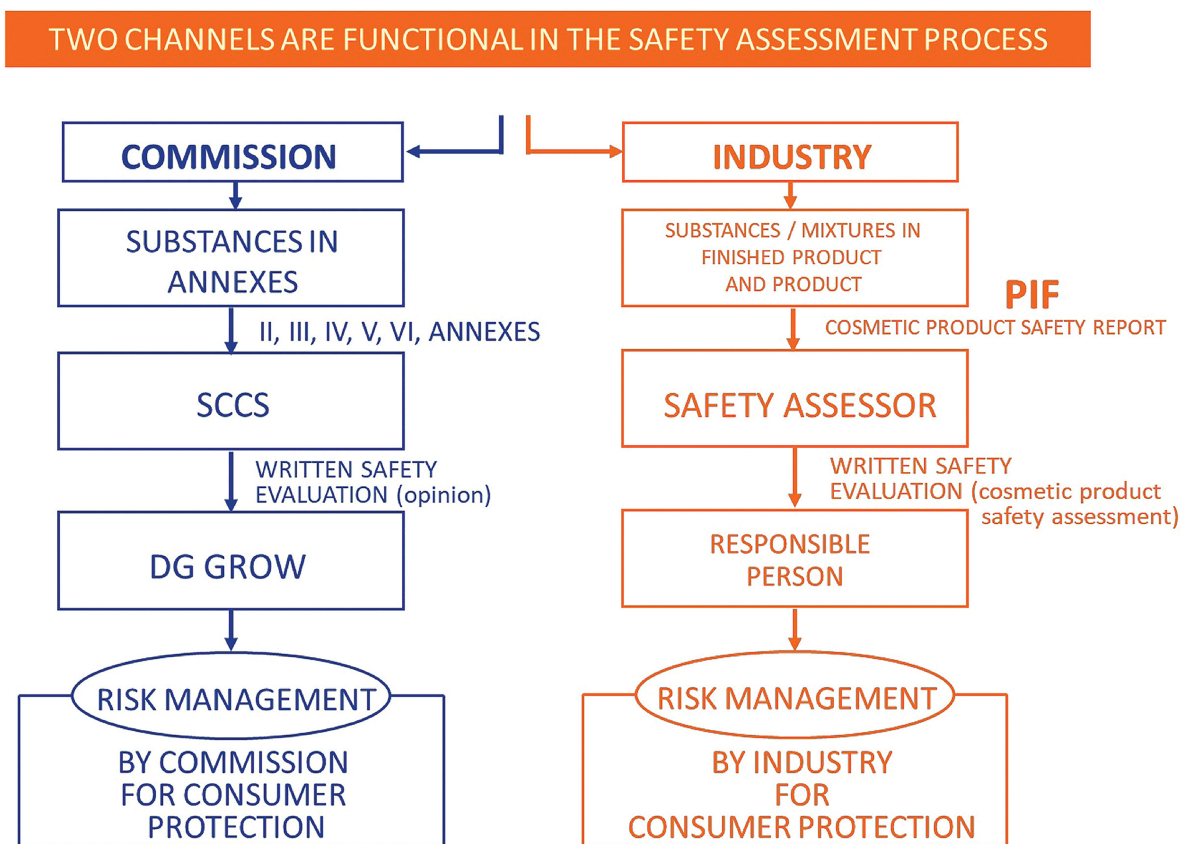 TWO CHANNELS ARE FUNCTIONAL IN THE SAFETY ASSESSMENT PROCESS
COMMISSION
SUBSTANCES IN
ANNEXES
II, III, IV, V, VI, ANNEXES
SCCS
WRITTEN SAFETY
EVALUATION (opinion)
DG GROW
RISK MANAGEMENT
BY COMMISSION
FOR CONSUMER
PROTECTION
INDUSTRY
SUBSTANCES / MIXTURES IN
FINISHED PRODUCT
AND PRODUCT
PIF
COSMETIC PRODUCT SAFETY REPORT
SAFETY ASSESSOR
WRITTEN SAFETY
EVALUATION (cosmetic product
safety assessment)
RESPONSIBLE
PERSON
RISK MANAGEMENT
BY INDUSTRY
FOR
CONSUMER PROTECTION